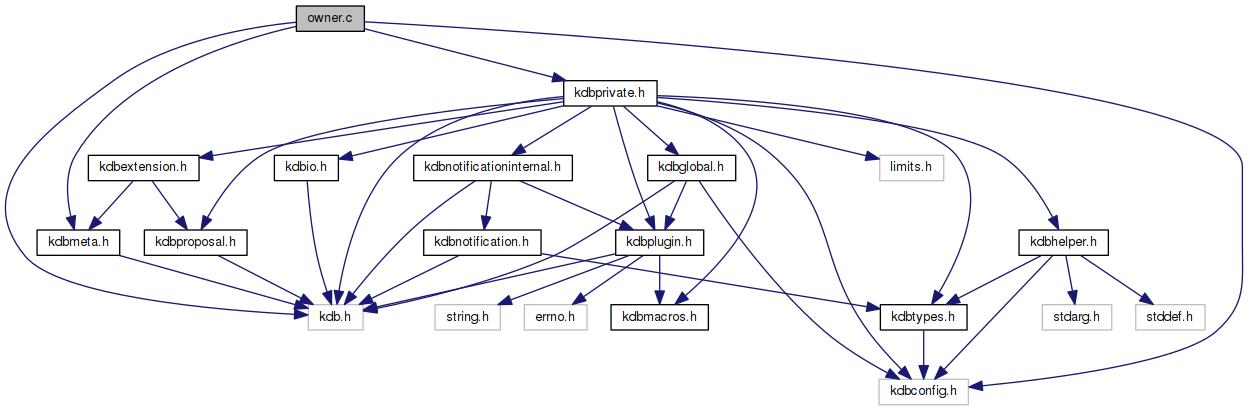 owner.c
kdbprivate.h
kdbextension.h
kdbio.h
kdbnotificationinternal.h
kdbglobal.h
limits.h
kdbmeta.h
kdbproposal.h
kdbnotification.h
kdbplugin.h
kdbhelper.h
kdb.h
string.h
errno.h
kdbmacros.h
kdbtypes.h
stdarg.h
stddef.h
kdbconfig.h